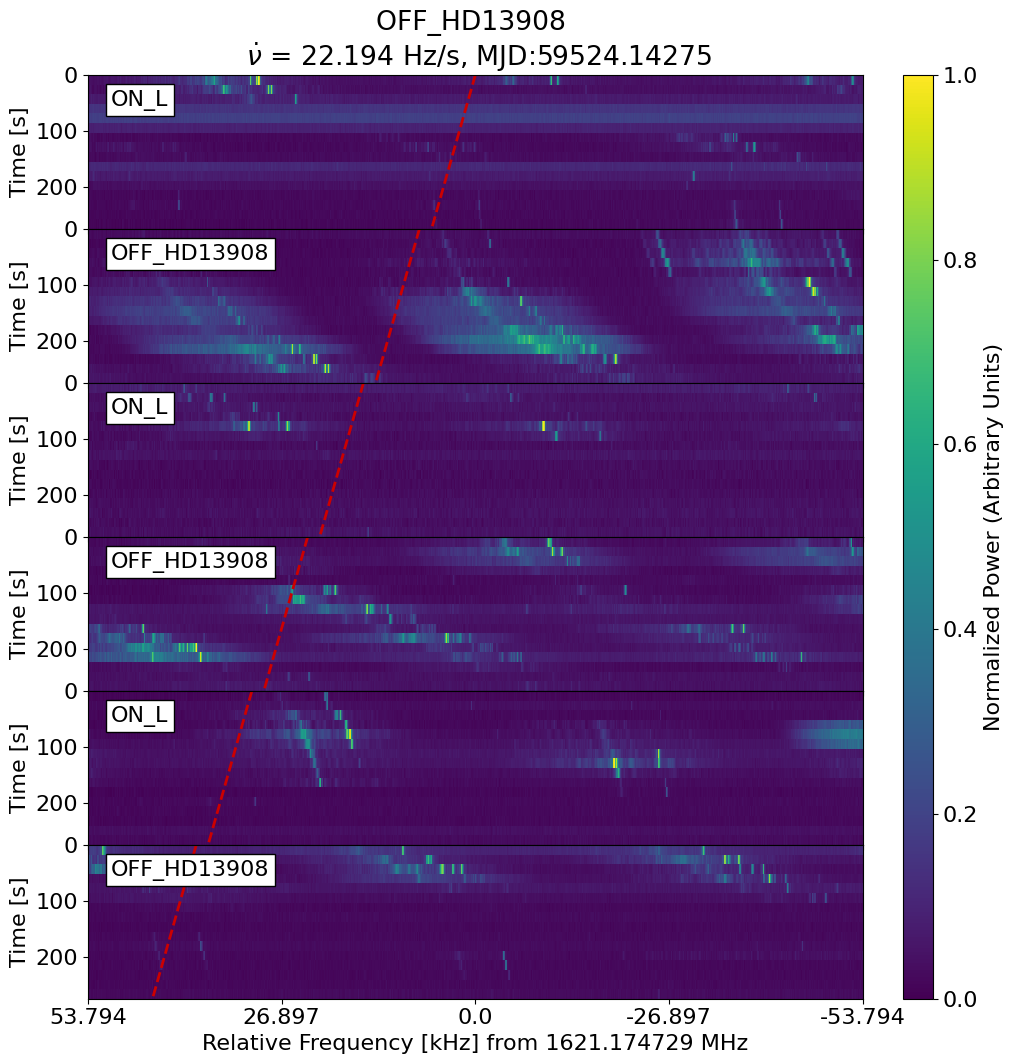 OFF_HD13908
ν̇ = 22.194 Hz/s, MJD:59524.14275
ON_L
OFF_HD13908
ON_L
OFF_HD13908
ON_L
OFF_HD13908
Time [s]
0
100
200
Time [s]
0
100
200
Time [s]
0
100
200
Time [s]
0
100
200
Time [s]
0
100
200
Time [s]
0
100
200
53.794 26.897 0.0 -26.897 -53.794
Relative Frequency [kHz] from 1621.174729 MHz
1.0
0.8
0.6
0.4
0.2
0.0
Normalized Power (Arbitrary Units)